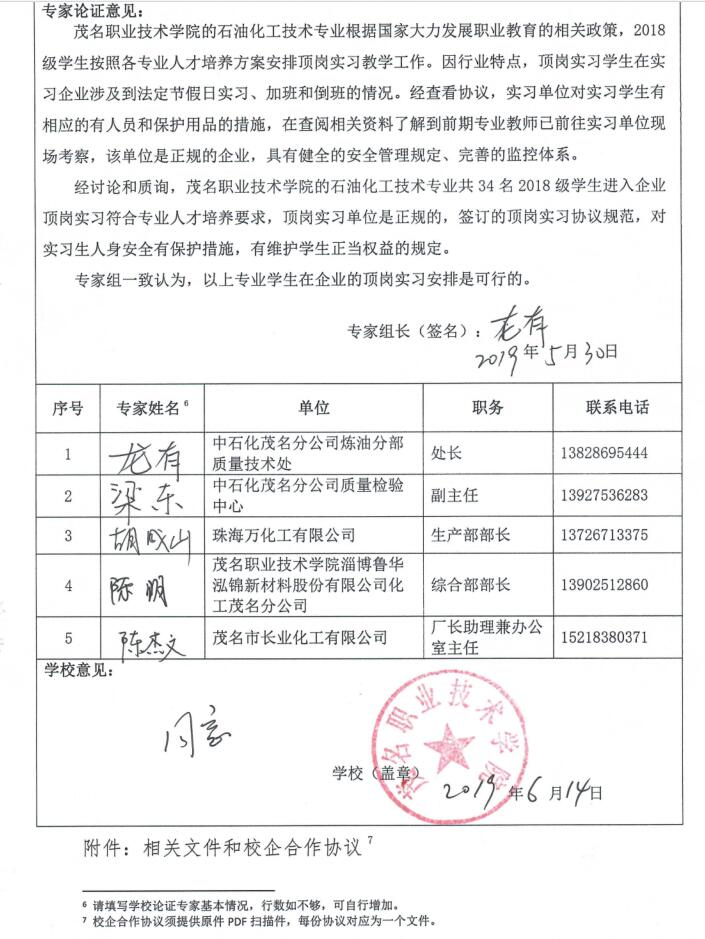 专家论证意见：
茂名职业技术学院的石油化工技术专业根据国家大力发展职业教育的相关政策，2018
级学生按照各专业人才培养方案安排顶岗实习教学工作。因行业特点，顶岗实习学生在实
习企业涉及到法定节假日实习、加班和倒班的情况。经查看协议，实习单位对实习学生有
相应的有人员和保护用品的措施，在查阅相关资料了解到前期专业教师已前往实习单位现
场考察，该单位是正规的企业，具有健全的安全管理规定、完善的监控体系。
经讨论和质询，茂名职业技术学院的石油化工技术专业共 34 名 2018 级学生进入企业
顶岗实习符合专业人才培养要求，顶岗实习单位是正规的，签订的顶岗实习协议规范，对
实习生人身安全有保护措施，有维护学生正当权益的规定。
专家组一致认为，以上专业学生在企业的顶岗实习安排是可行的。
专家组长（签名）：龙有
2019年5月30日
序号 专家姓名6 单位 职务 联系电话
1 龙有 中石化茂名分公司炼油分部
质量技术处 处长 13828695444
2 梁东 中石化茂名分公司质量检验
中心 副主任 13927536283
3 胡成山 珠海万化工有限公司 生产部部长 13726713375
4 陈明 茂名职业技术学院淄博鲁华
泓锦新材料股份有限公司化
工茂名分公司 综合部部长 13902512860
5 陈杰文 茂名市长业化工有限公司 厂长助理兼办公
室主任 15218380371
学校意见：
同意
茂名职业技术学院
学校（盖章）
2019年6月14日
附件：相关文件和校企合作协议7
6 请填写学校论证专家基本情况，行数如不够，可自行增加。
7 校企合作协议须提供原件 PDF 扫描件，每份协议对应为一个文件。